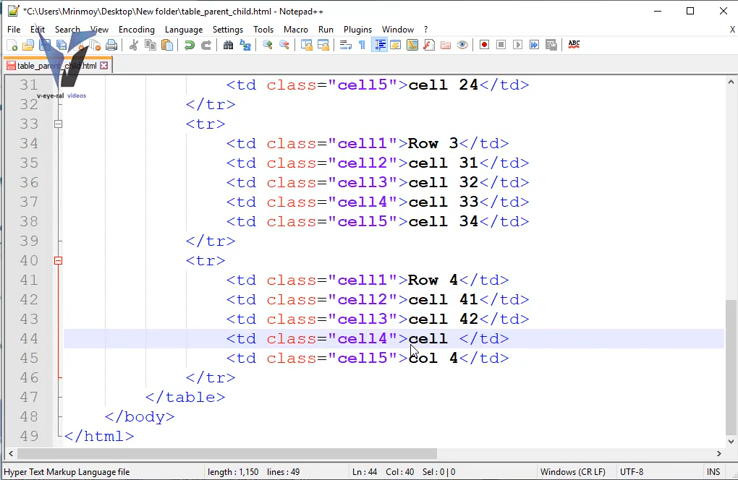 *C:\Users\Mrinmoy\Desktop\New folder\table_parent_child.html - Notepad++
File Edit Search View Encoding Language Settings Tools Macro Run Plugins Window ?
table_parent_child.html
v-eye-ral videos
31 <td class="cell5">cell 24</td>
32 </tr>
33 <tr>
34 <td class="cell1">Row 3</td>
35 <td class="cell2">cell 31</td>
36 <td class="cell3">cell 32</td>
37 <td class="cell4">cell 33</td>
38 <td class="cell5">cell 34</td>
39 </tr>
40 <tr>
41 <td class="cell1">Row 4</td>
42 <td class="cell2">cell 41</td>
43 <td class="cell3">cell 42</td>
44 <td class="cell4">cell </td>
45 <td class="cell5">col 4</td>
46 </tr>
47 </table>
48 </body>
49 </html>
Hyper Text Markup Language file length : 1,150 lines : 49 Ln : 44 Col : 40 Sel : 0 | 0 Windows (CR LF) UTF-8